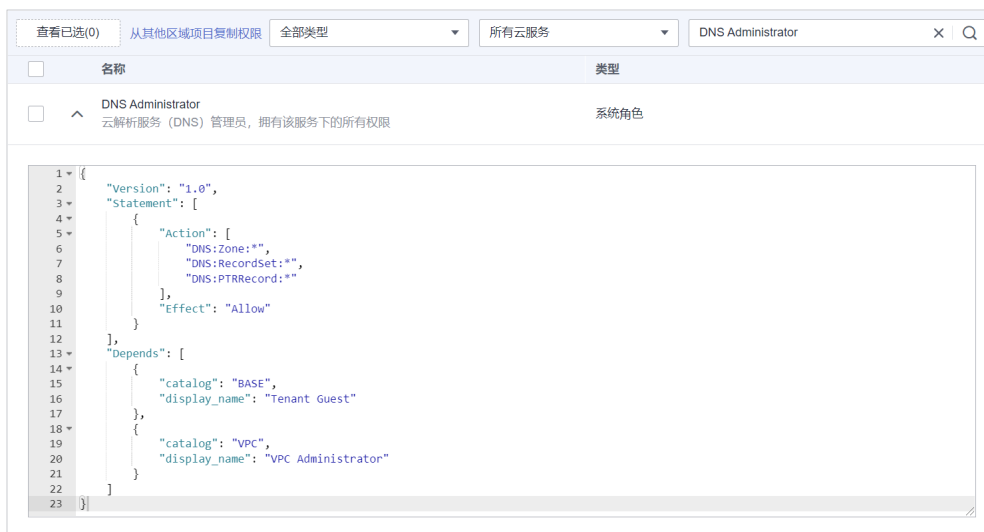 查看已选(0) 从其他区域项目复制权限 全部类型 所有云服务 DNS Administrator
名称 类型
DNS Administrator
云解析服务（DNS）管理员，拥有该服务下的所有权限 系统角色
1 {
2 "Version": "1.0",
3 "Statement": [
4 {
5 "Action": [
6 "DNS:Zone:*",
7 "DNS:RecordSet:*",
8 "DNS:PTRRecord:*"
9 ],
10 "Effect": "Allow"
11 }
12 ],
13 "Depends": [
14 {
15 "catalog": "BASE",
16 "display_name": "Tenant Guest"
17 },
18 {
19 "catalog": "VPC",
20 "display_name": "VPC Administrator"
21 }
22 ]
23 }